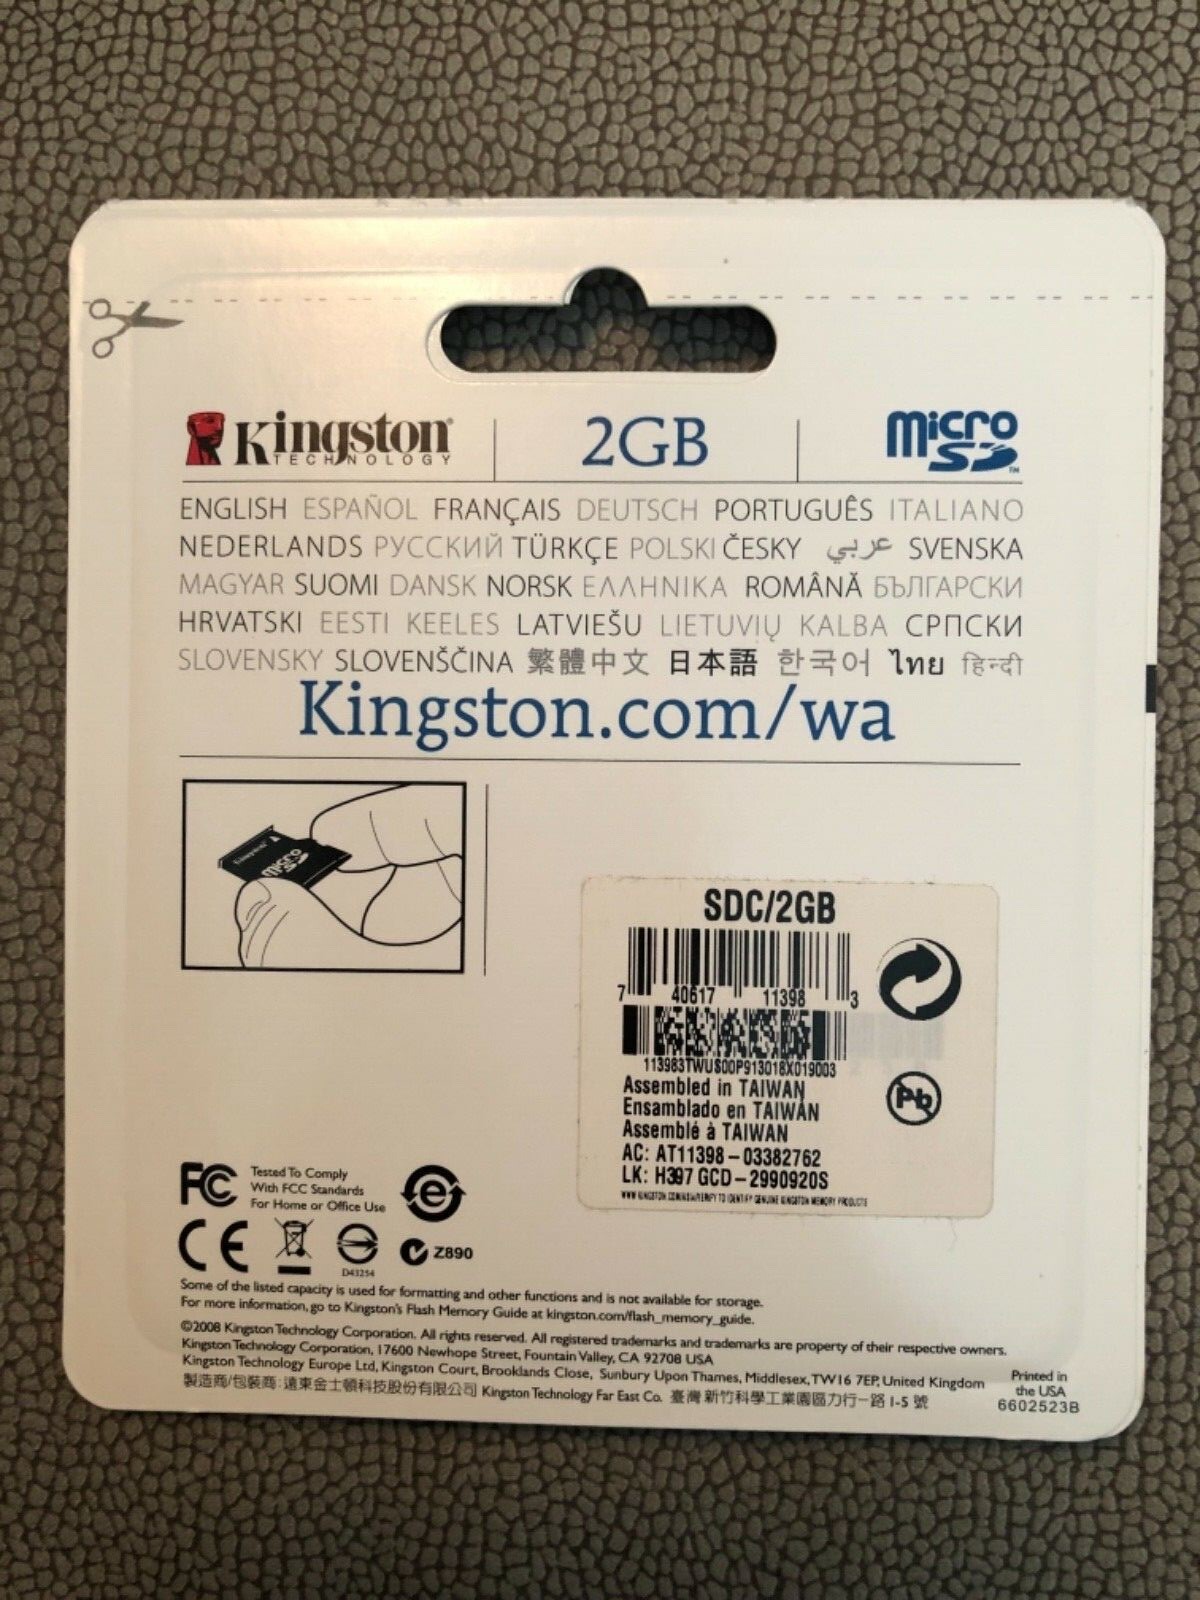 Kingston TECHNOLOGY 2GB Micro SD TM
ENGLISH ESPAÑOL FRANÇAIS DEUTSCH PORTUGUÊS ITALIANO
NEDERLANDS РУССКИЙ TÜRKÇE POLSKI ČESKY عربي SVENSKA
MAGYAR SUOMI DANSK NORSK ΕΛΛΗΝΙΚΑ ROMÂNĂ БЪЛГАРСКИ
HRVATSKI EESTI KEELES LATVIEŠU LIETUVIŲ KALBA СРПСКИ
SLOVENSKY SLOVENŠČINA 繁體中文 日本語 한국어 ไทย हिन्दी
Kingston.com/wa
Kingston
Micro SD
SDC/2GB
7 40617 11398 3
113983TWUS00P913018X019003
Assembled in TAIWAN
Ensamblado en TAIWÁN
Assemblé à TAIWAN
AC: AT11398-03382762
LK: H397 GCD-2990920S
Pb
FC Tested To Comply
With FCC Standards
For Home or Office Use
e
CE D43254 Z890
Some of the listed capacity is used for formatting and other functions and is not available for storage.
For more information, go to Kingston's Flash Memory Guide at kingston.com/flash_memory_guide.
©2008 Kingston Technology Corporation. All rights reserved. All registered trademarks and trademarks are property of their respective owners.
Kingston Technology Corporation, 17600 Newhope Street, Fountain Valley, CA 92708 USA
Kingston Technology Europe Ltd, Kingston Court, Brooklands Close, Sunbury Upon Thames, Middlesex, TW16 7EP, United Kingdom
製造商/包裝商: 遠東金士頓科技股份有限公司 Kingston Technology Far East Co. 臺灣 新竹科學工業園區力行一路 1-5 號
Printed in
the USA
6602523B